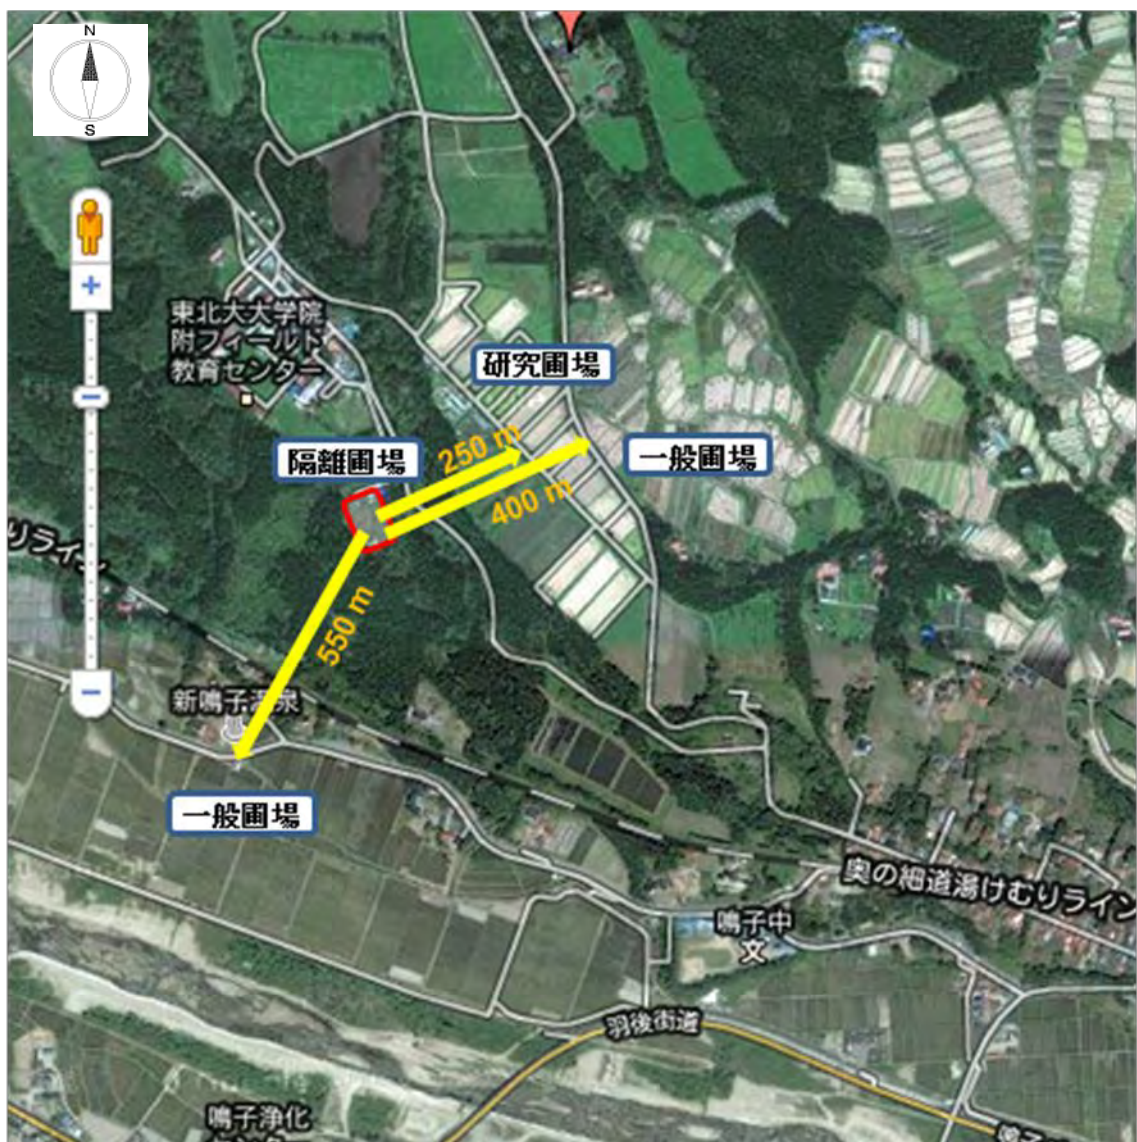 N
S
東北大大学院
附フィールド
教育センター
研究圃場
一般圃場
隔離圃場
250 m
400 m
550 m
りライン
新鳴子温泉
一般圃場
奥の細道湯けむりライン
鳴子中
文
羽後街道
鳴子浄化